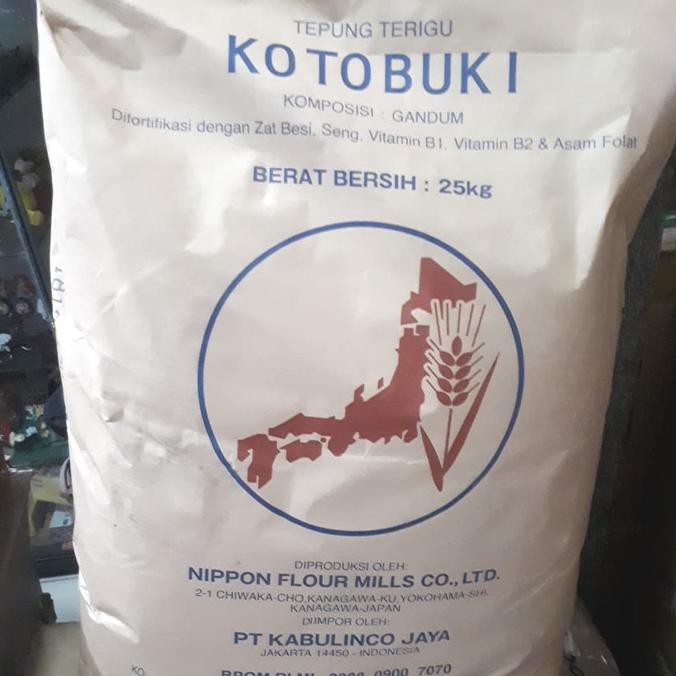 TEPUNG TERIGU
KOTOBUKI
KOMPOSISI : GANDUM
Difortifikasi dengan Zat Besi, Seng, Vitamin B1, Vitamin B2 & Asam Folat
BERAT BERSIH : 25kg
DIPRODUKSI OLEH:
NIPPON FLOUR MILLS CO., LTD.
2-1 CHIWAKA-CHO,KANAGAWA-KU,YOKOHAMA-SHI,
KANAGAWA-JAPAN
DIIMPOR OLEH:
PT KABULINCO JAYA
JAKARTA 14450 - INDONESIA
0900 7070